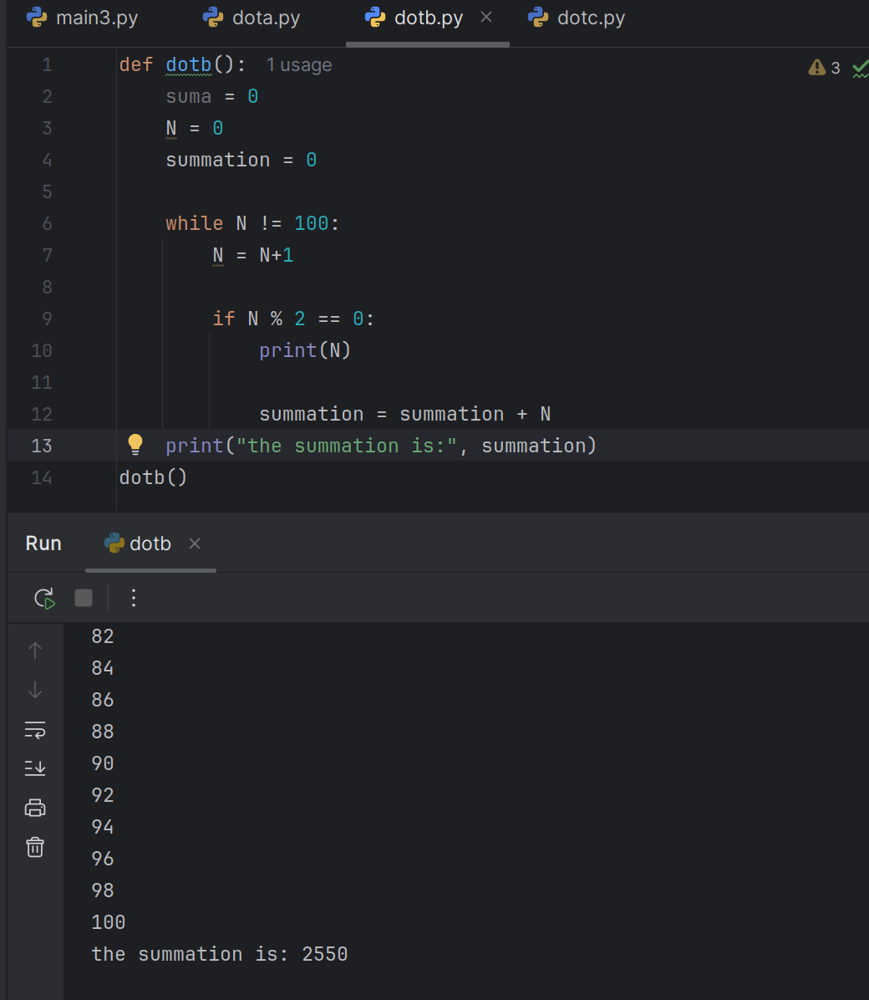 main3.py dota.py dotb.py dotc.py
1 def dotb(): 1 usage 3
2     suma = 0
3     N = 0
4     summation = 0
5
6     while N != 100:
7         N = N+1
8
9         if N % 2 == 0:
10             print(N)
11
12             summation = summation + N
13     print("the summation is:", summation)
14 dotb()
Run dotb
82
84
86
88
90
92
94
96
98
100
the summation is: 2550